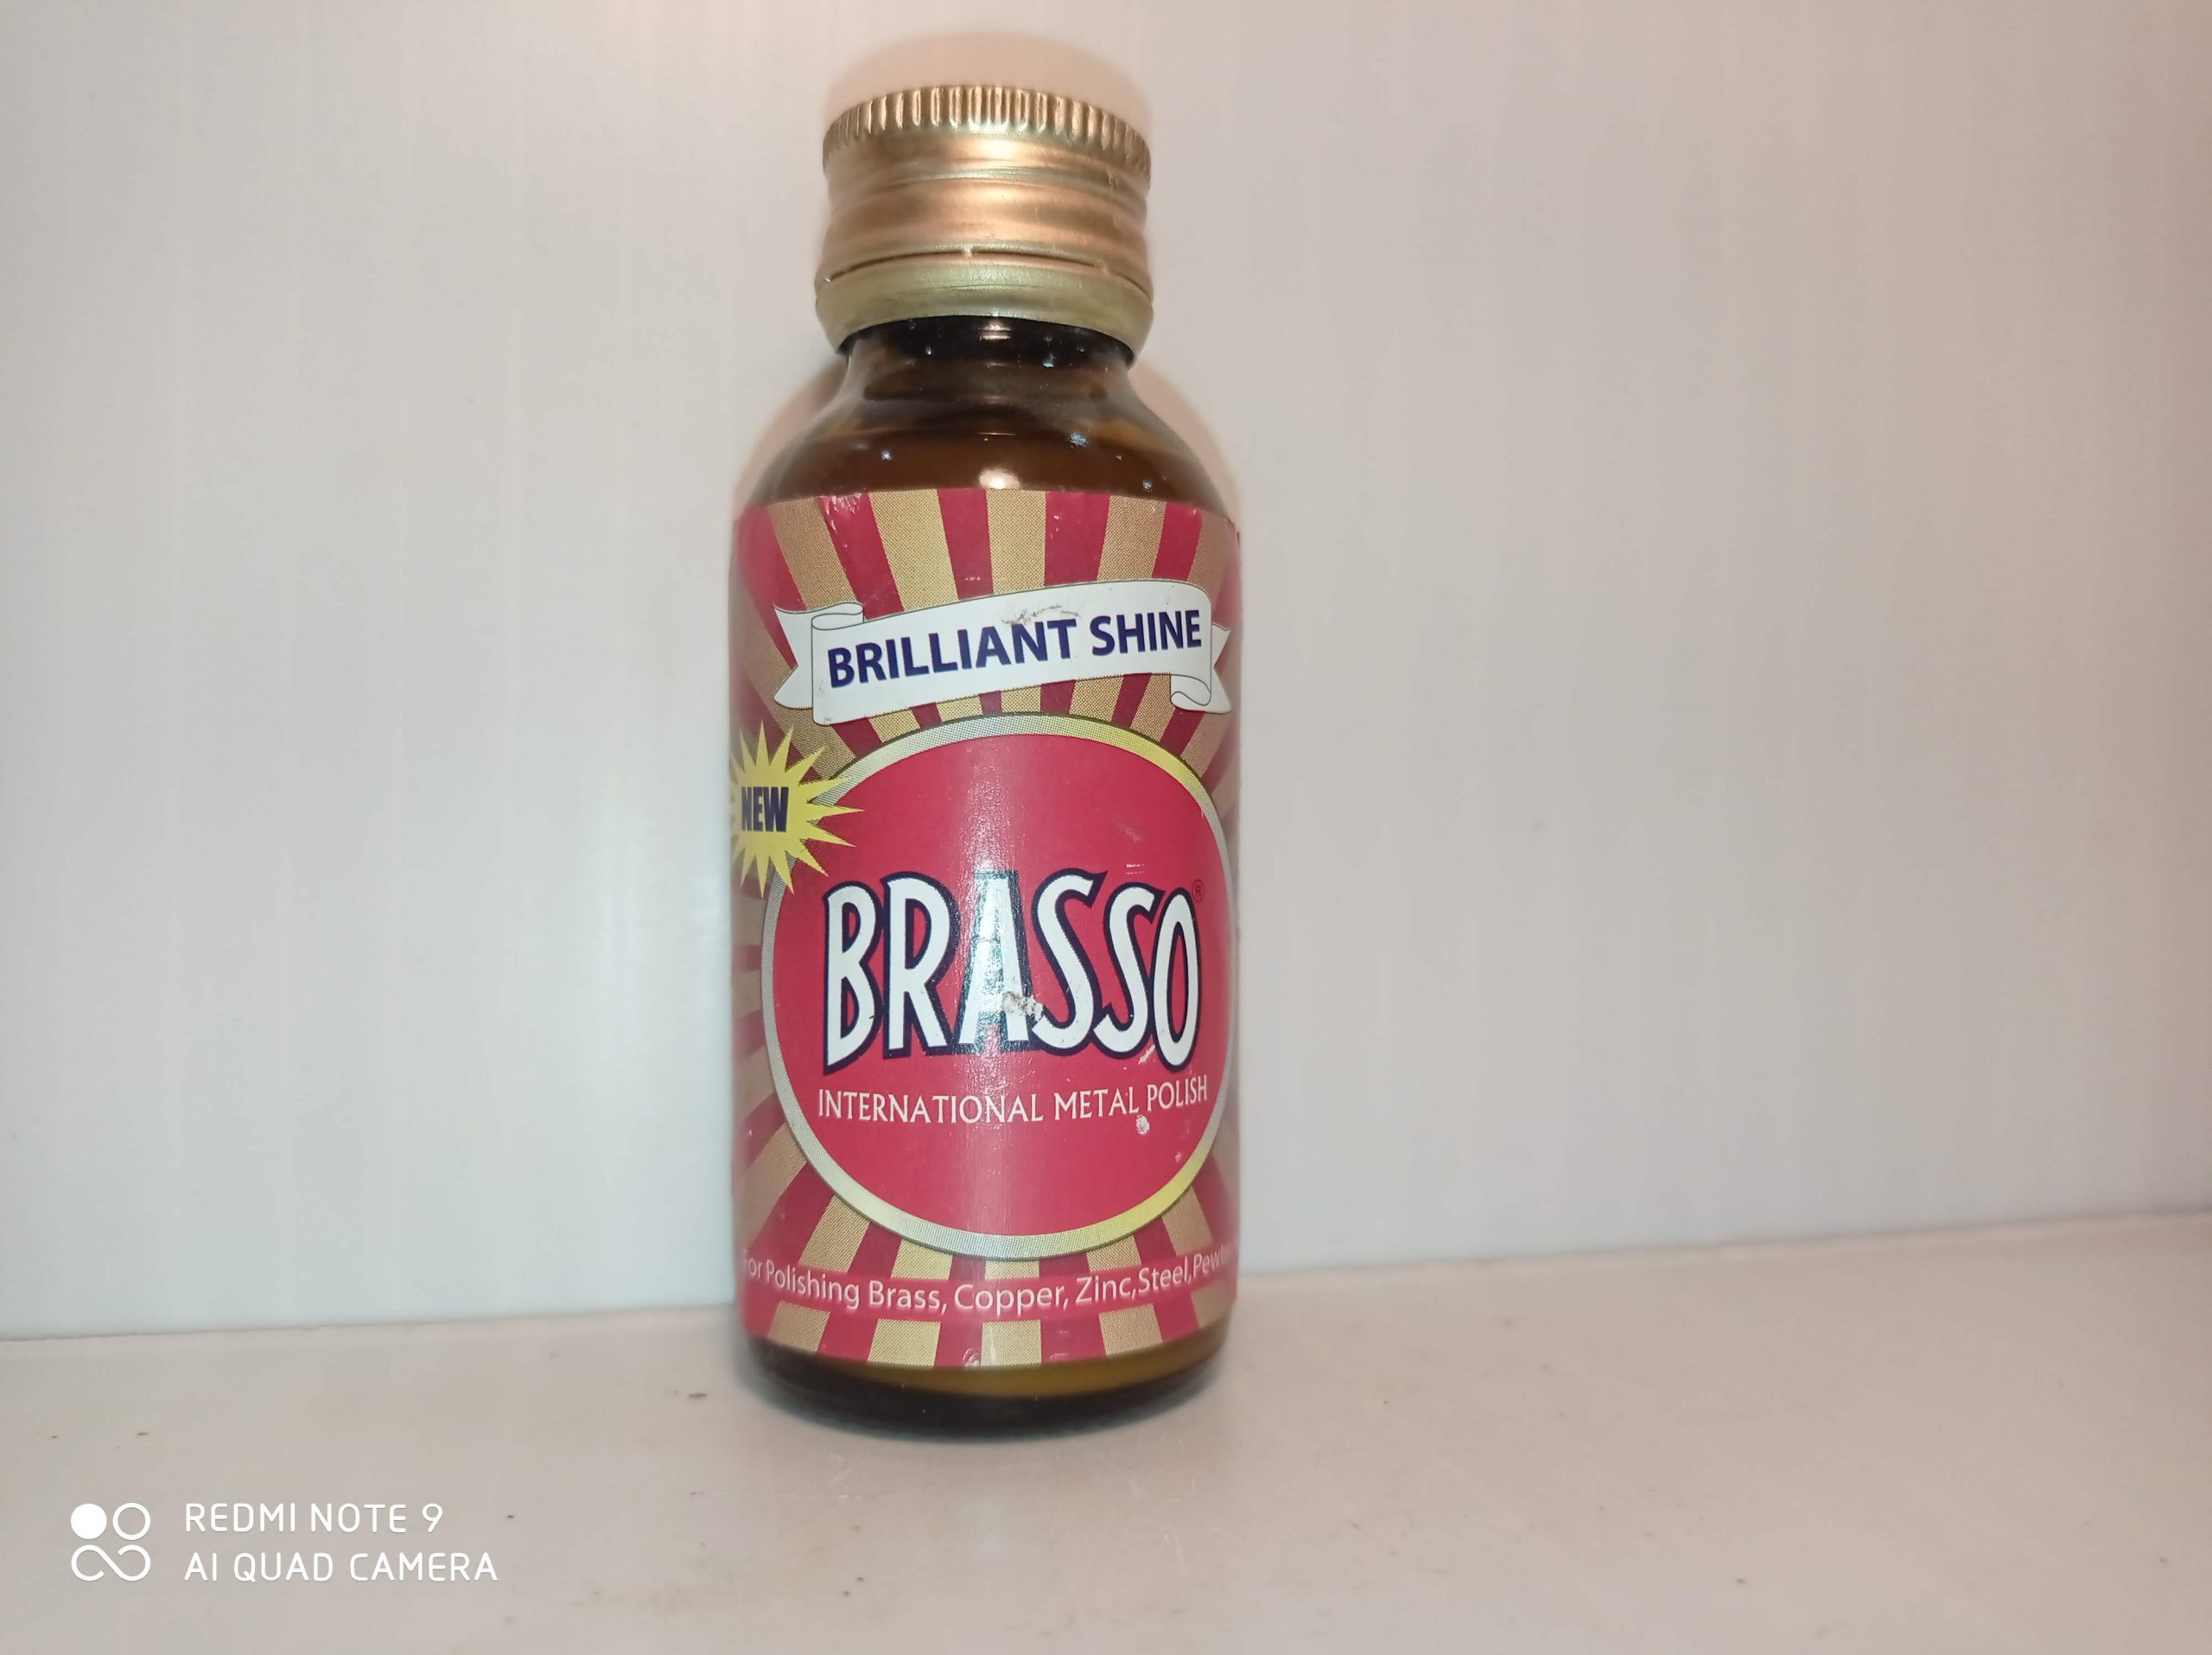 BRILLIANT SHINE
NEW
BRASSO®
INTERNATIONAL METAL POLISH
Polishing Brass, Copper, Zinc,Steel,
REDMI NOTE 9
AI QUAD CAMERA